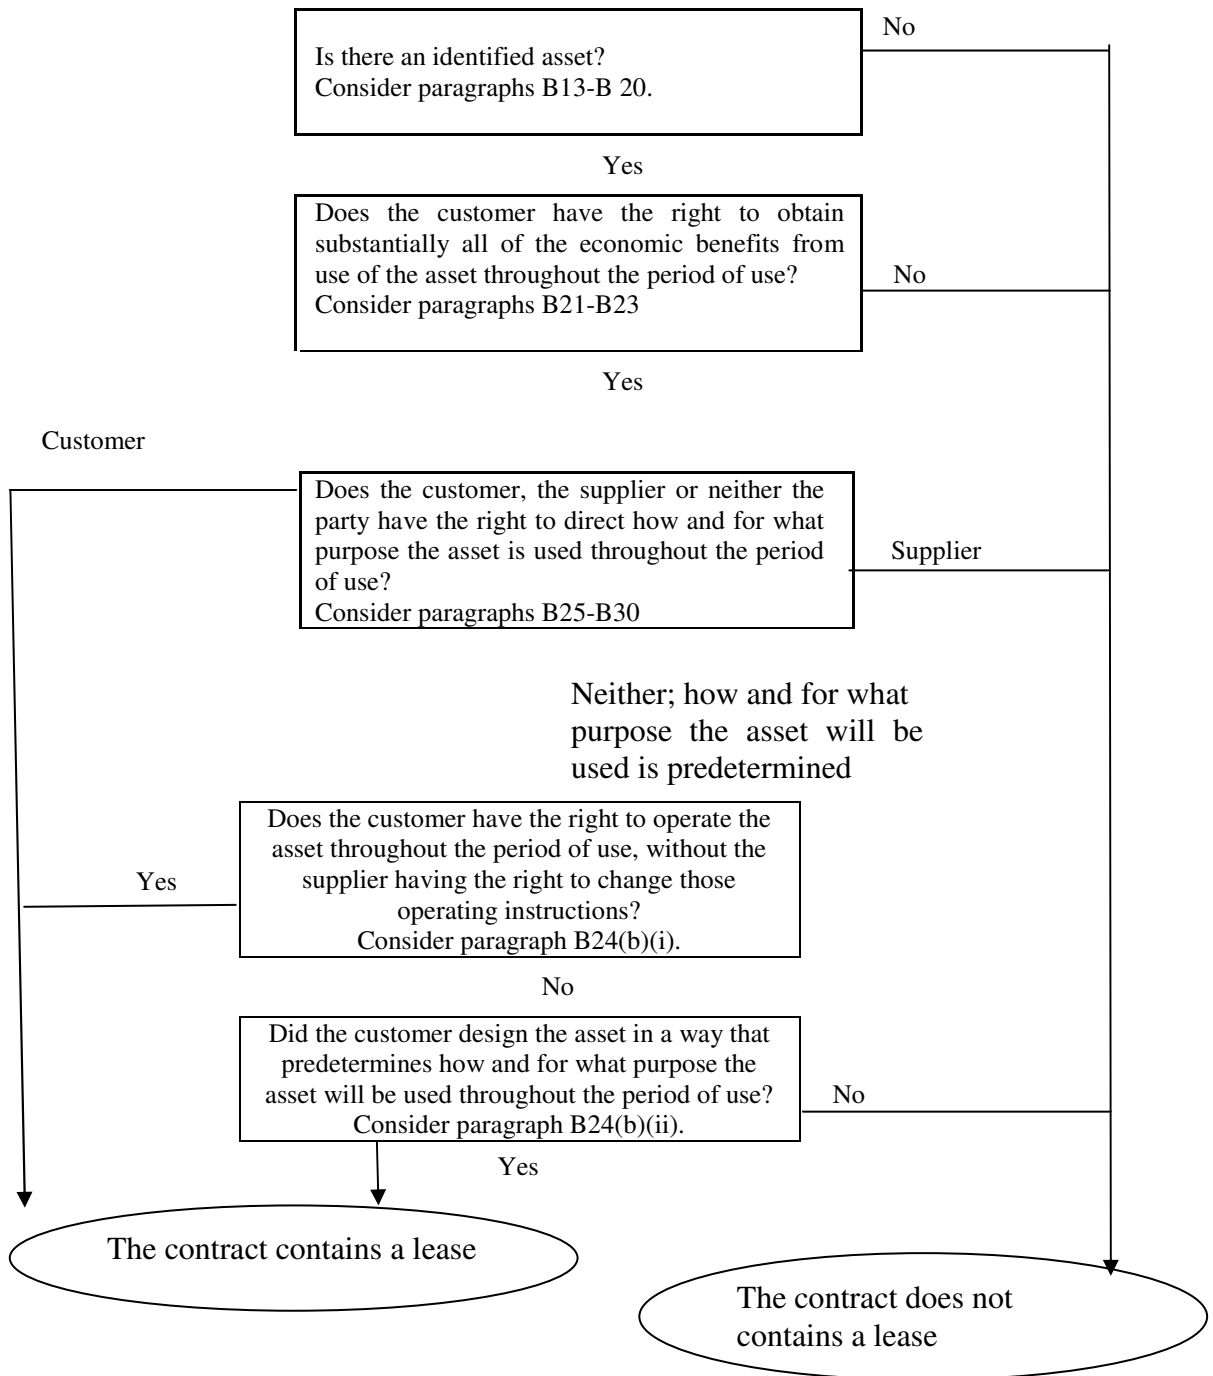 No
Is there an identified asset?
Consider paragraphs B13-B 20.
Yes
Does the customer have the right to obtain
substantially all of the economic benefits from
use of the asset throughout the period of use?
Consider paragraphs B21-B23
No
Yes
Customer
Does the customer, the supplier or neither the
party have the right to direct how and for what
purpose the asset is used throughout the period
of use?
Consider paragraphs B25-B30
Supplier
Neither; how and for what
purpose the asset will be
used is predetermined
Does the customer have the right to operate the
asset throughout the period of use, without the
supplier having the right to change those
operating instructions?
Consider paragraph B24(b)(i).
Yes
No
Did the customer design the asset in a way that
predetermines how and for what purpose the
asset will be used throughout the period of use?
Consider paragraph B24(b)(ii).
No
Yes
The contract contains a lease
The contract does not
contains a lease